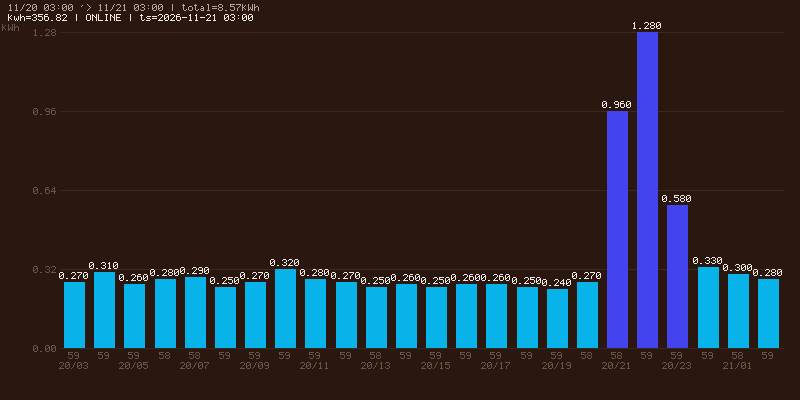 11/20 03:00 -> 11/21 03:00 | total=8.57kWh
Kwh=356.82 | ONLINE | ts=2026-11-21 03:00
kWh
1.28
0.96
0.64
0.32
0.00
0.270 0.310 0.260 0.280 0.290 0.250 0.270 0.320 0.280 0.270 0.250 0.260 0.250 0.260 0.260 0.250 0.240 0.270 0.960 1.280 0.580 0.330 0.300 0.280
59 59 59 58 58 59 59 59 59 59 58 59 59 59 59 59 59 58 58 59 59 59 58 59
20/03 20/05 20/07 20/09 20/11 20/13 20/15 20/17 20/19 20/21 20/23 21/01